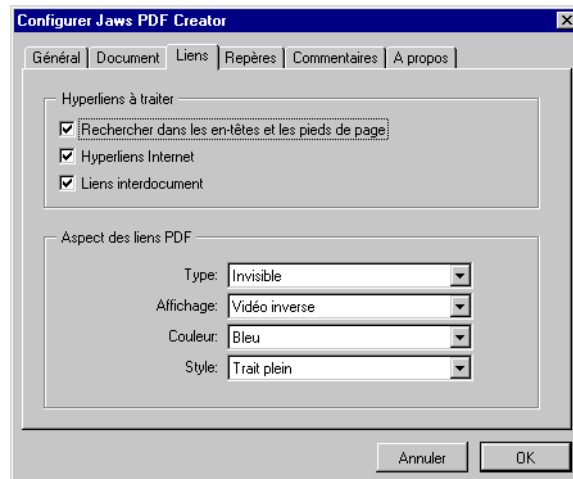 Configurer Jaws PDF Creator
Général Document Liens Repères Commentaires A propos
Hyperliens à traiter
Rechercher dans les en-têtes et les pieds de page
Hyperliens Internet
Liens interdocument
Aspect des liens PDF
Type: Invisible
Affichage: Vidéo inverse
Couleur: Bleu
Style: Trait plein
Annuler OK